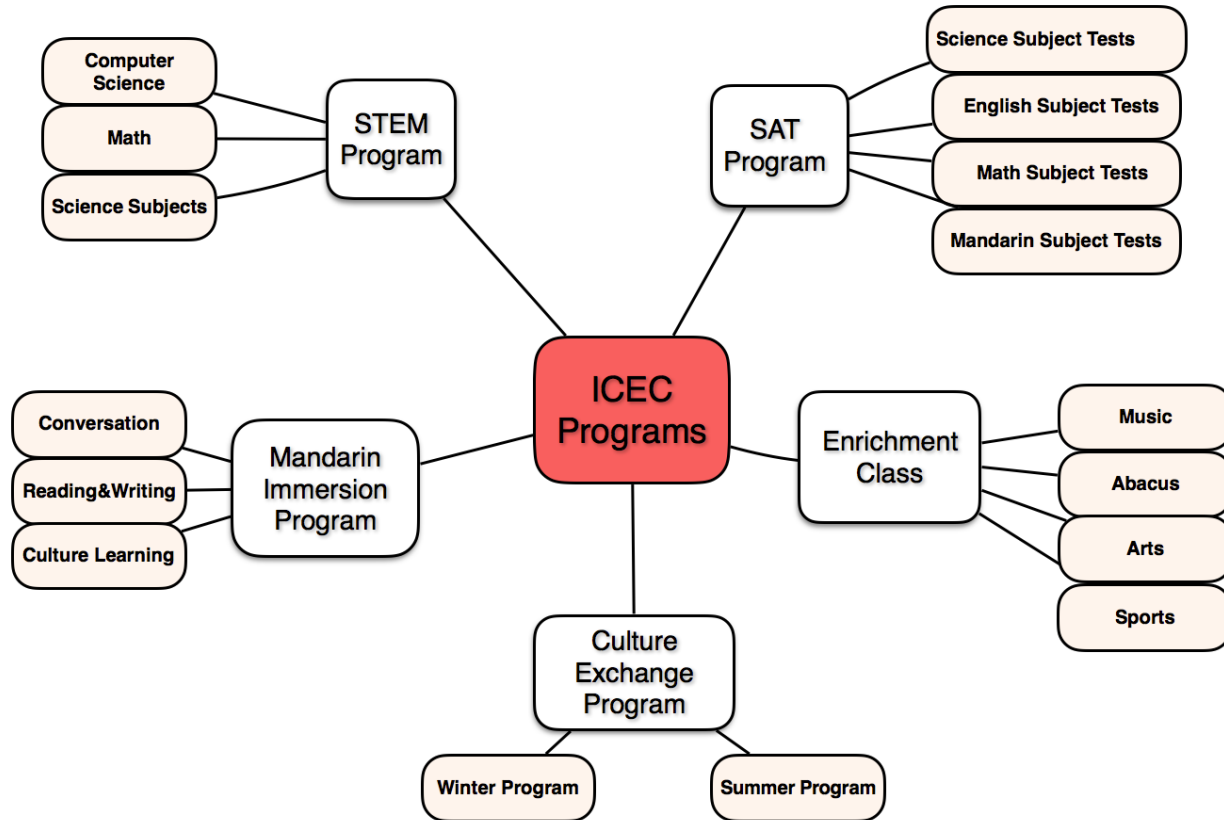 Computer
Science
Math
Science Subjects
STEM
Program
SAT
Program
Science Subject Tests
English Subject Tests
Math Subject Tests
Mandarin Subject Tests
ICEC
Programs
Conversation
Reading&Writing
Culture Learning
Mandarin
Immersion
Program
Enrichment
Class
Music
Abacus
Arts
Sports
Culture
Exchange
Program
Winter Program
Summer Program